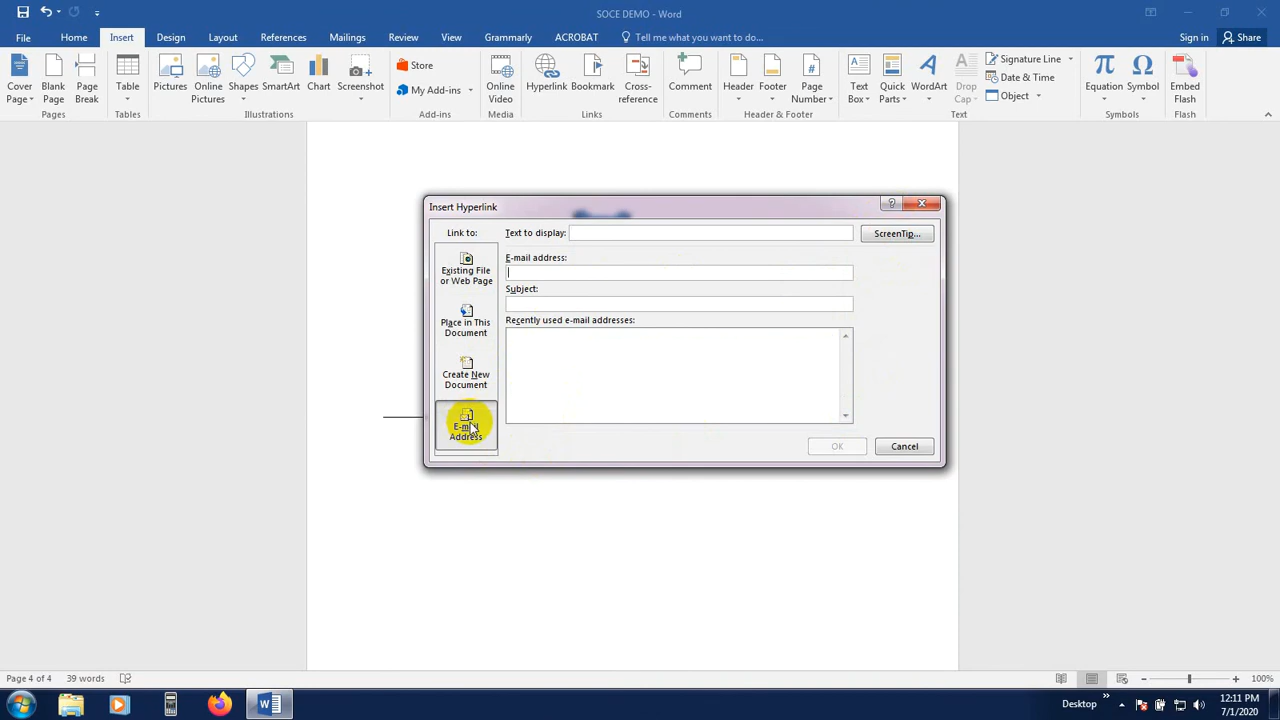 SOCE DEMO - Word
File Home Insert Design Layout References Mailings Review View Grammarly ACROBAT Tell me what you want to do... Sign in Share
Cover Page Blank Page Page Break Table Pictures Online Pictures Shapes SmartArt Chart Screenshot Store My Add-ins Online Video Hyperlink Bookmark Cross-reference Comment Header Footer Page Number Text Box Quick Parts WordArt Drop Cap Signature Line Date & Time Object Equation Symbol Embed Flash
Pages Tables Illustrations Add-ins Media Links Comments Header & Footer Text Symbols Flash
Insert Hyperlink
Link to: Text to display: ScreenTip...
Existing File or Web Page
E-mail address:
Subject:
Place in This Document
Recently used e-mail addresses:
Create New Document
E-mail Address
OK Cancel
Page 4 of 4 39 words 100%
Desktop 12:11 PM
7/1/2020